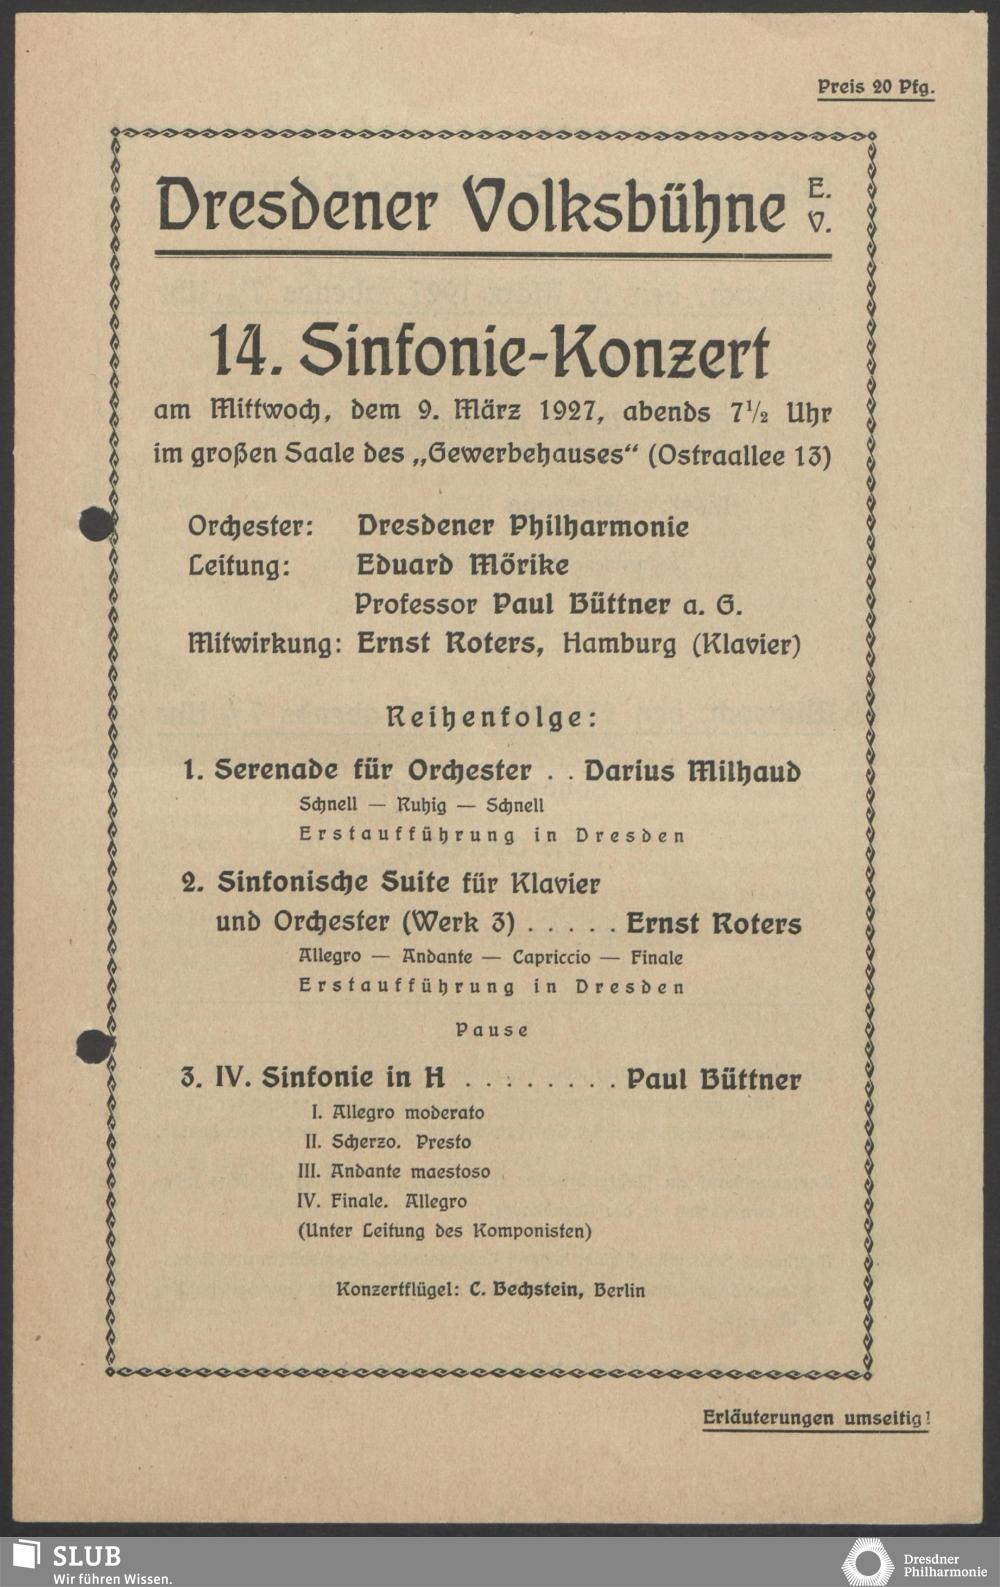 Preis 20 Pfg.
Dresdener Volksbühne E. V.
14. Sinfonie-Konzert
am Mittwoch, dem 9. März 1927, abends 7½ Uhr
im großen Saale des „Gewerbehauses“ (Ostraallee 13)
Orchester: Dresdener Philharmonie
Leitung: Eduard Mörike
Professor Paul Büttner a. G.
Mitwirkung: Ernst Roters, Hamburg (Klavier)
Reihenfolge:
1. Serenade für Orchester . . Darius Milhaud
Schnell — Ruhig — Schnell
Erstaufführung in Dresden
2. Sinfonische Suite für Klavier
und Orchester (Werk 3) . . . . . Ernst Roters
Allegro — Andante — Capriccio — Finale
Erstaufführung in Dresden
Pause
3. IV. Sinfonie in H . . . . . . . . Paul Büttner
I. Allegro moderato
II. Scherzo. Presto
III. Andante maestoso
IV. Finale. Allegro
(Unter Leitung des Komponisten)
Konzertflügel: C. Bechstein, Berlin
Erläuterungen umseitig!
SLUB
Wir führen Wissen.
Dresdner
Philharmonie